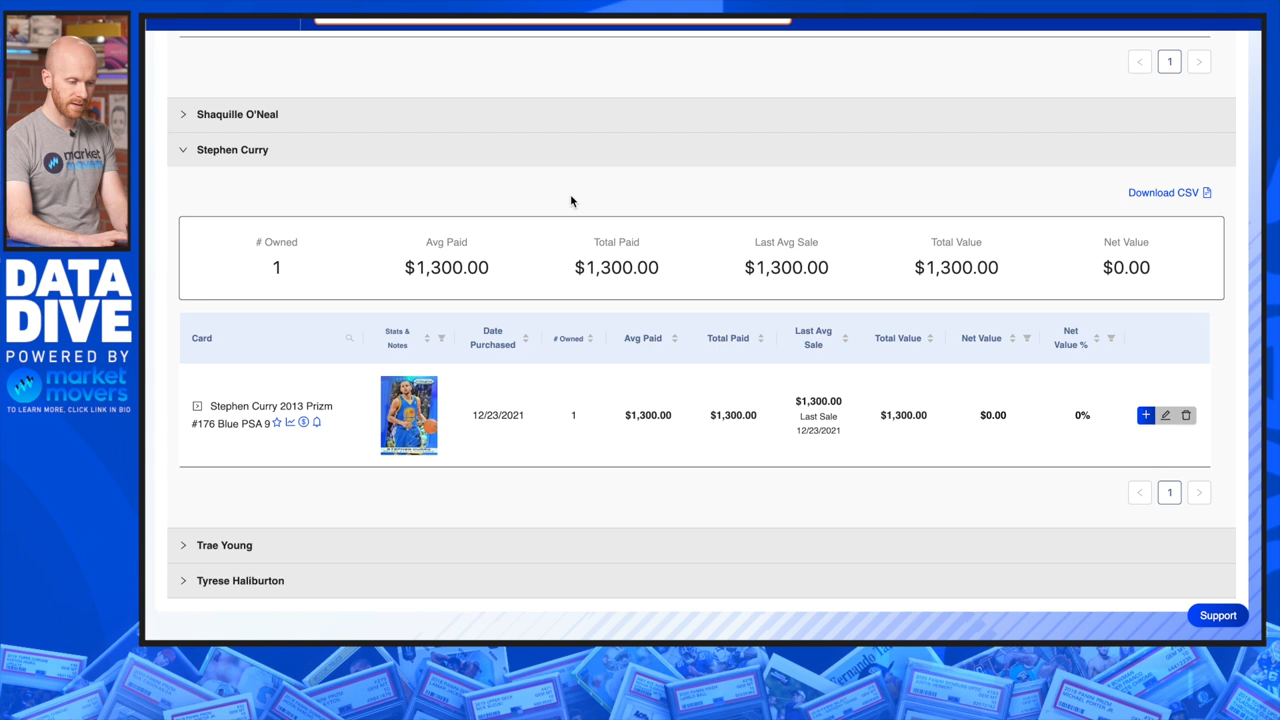 market
movers
DATA
DIVE
POWERED BY
market
movers
TO LEARN MORE, CLICK LINK IN BIO
< 1 >
Shaquille O'Neal
Stephen Curry
Download CSV
# Owned Avg Paid Total Paid Last Avg Sale Total Value Net Value
1 $1,300.00 $1,300.00 $1,300.00 $1,300.00 $0.00
Card Stats & Notes Date Purchased # Owned Avg Paid Total Paid Last Avg Sale Total Value Net Value Net Value %
Stephen Curry 2013 Prizm
#176 Blue PSA 9
STEPHEN CURRY
12/23/2021 1 $1,300.00 $1,300.00 $1,300.00 Last Sale 12/23/2021 $1,300.00 $0.00 0%
< 1 >
Trae Young
Tyrese Haliburton
Support